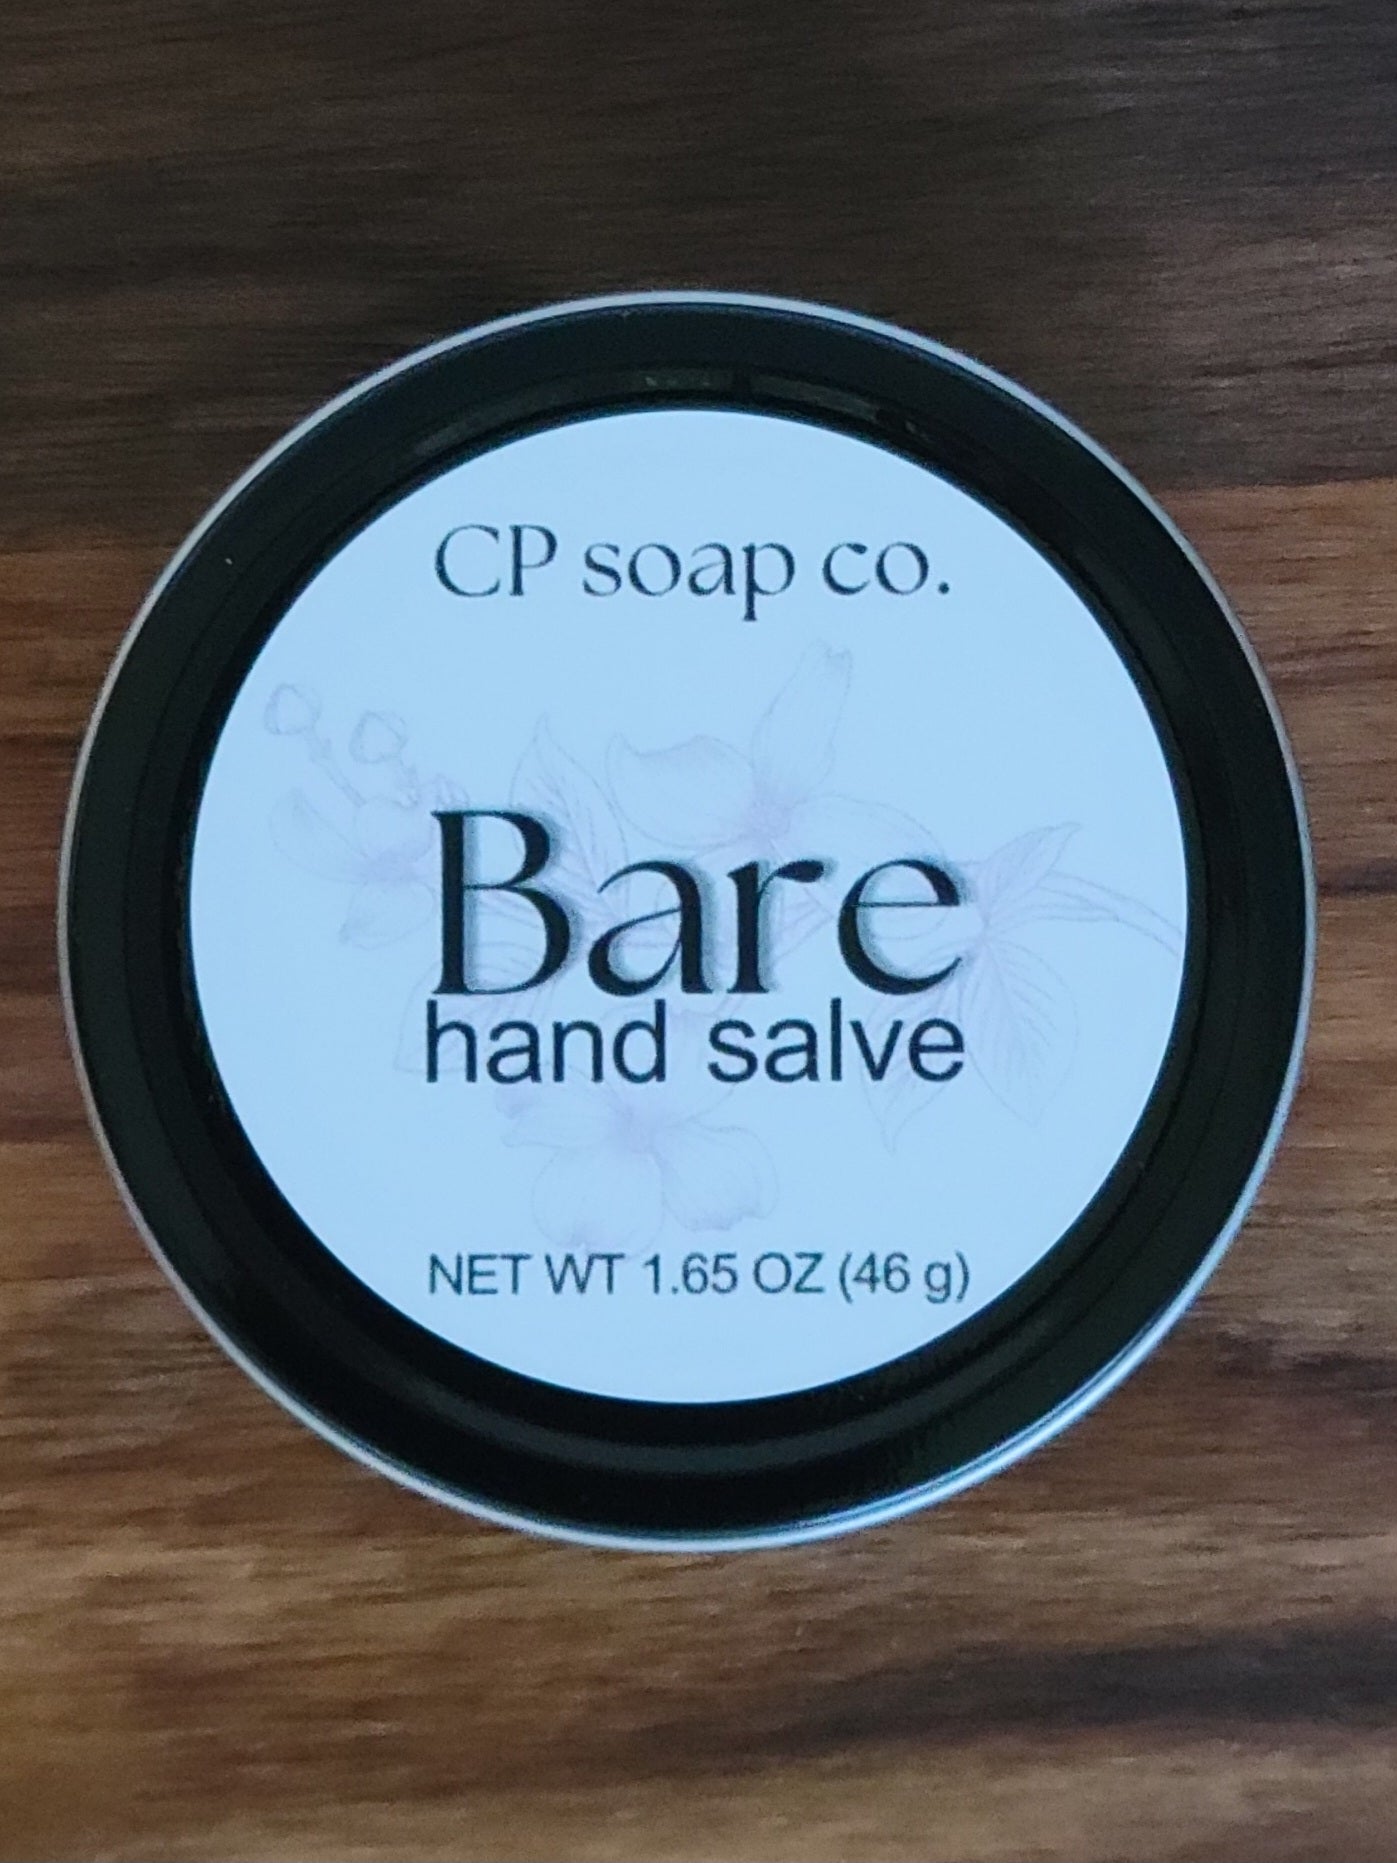 CP soap co.
Bare
hand salve
NET WT 1.65 OZ (46 g)